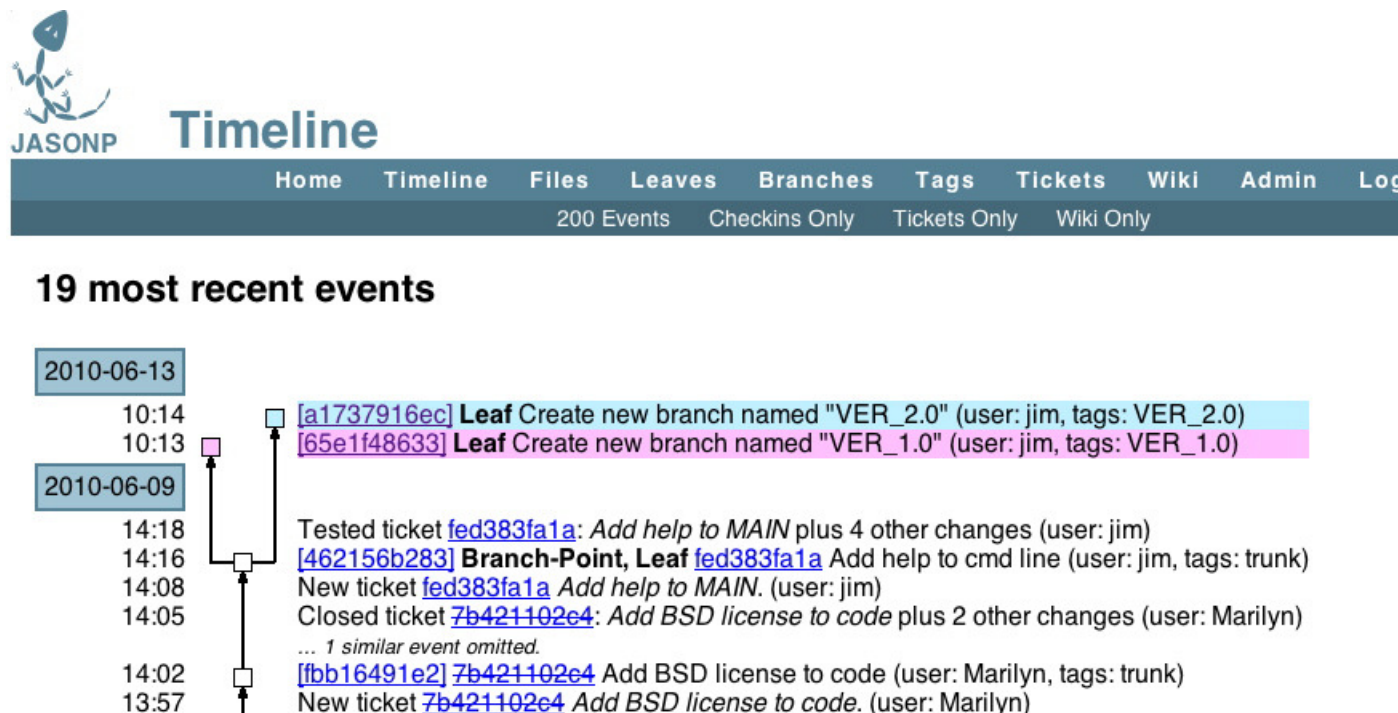 JASONP
Timeline
Home Timeline Files Leaves Branches Tags Tickets Wiki Admin Log
200 Events Checkins Only Tickets Only Wiki Only
19 most recent events
2010-06-13
10:14 [a1737916ec] Leaf Create new branch named "VER_2.0" (user: jim, tags: VER_2.0)
10:13 [65e1f48633] Leaf Create new branch named "VER_1.0" (user: jim, tags: VER_1.0)
2010-06-09
14:18 Tested ticket fed383fa1a: Add help to MAIN plus 4 other changes (user: jim)
14:16 [462156b283] Branch-Point, Leaf fed383fa1a Add help to cmd line (user: jim, tags: trunk)
14:08 New ticket fed383fa1a Add help to MAIN. (user: jim)
14:05 Closed ticket 7b421102c4: Add BSD license to code plus 2 other changes (user: Marilyn)
... 1 similar event omitted.
14:02 [fbb16491e2] 7b421102c4 Add BSD license to code (user: Marilyn, tags: trunk)
13:57 New ticket 7b421102c4 Add BSD license to code. (user: Marilyn)